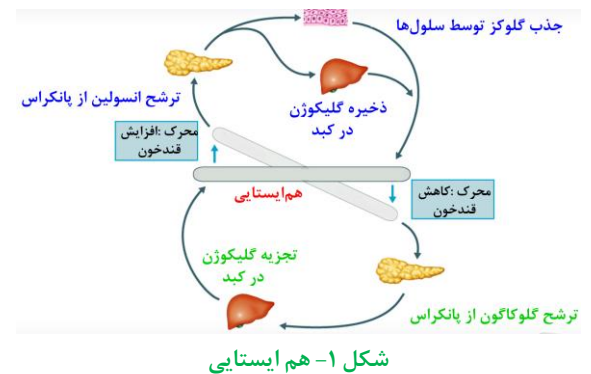 جذب گلوکز توسط سلول‌ها
ترشح انسولین از پانکراس
ذخیره گلیکوژن
در کبد
محرک :افزایش
قندخون
هم‌ایستایی
محرک :کاهش
قندخون
تجزیه گلیکوژن
در کبد
ترشح گلوکاگون از پانکراس
شکل ۱- هم ایستایی